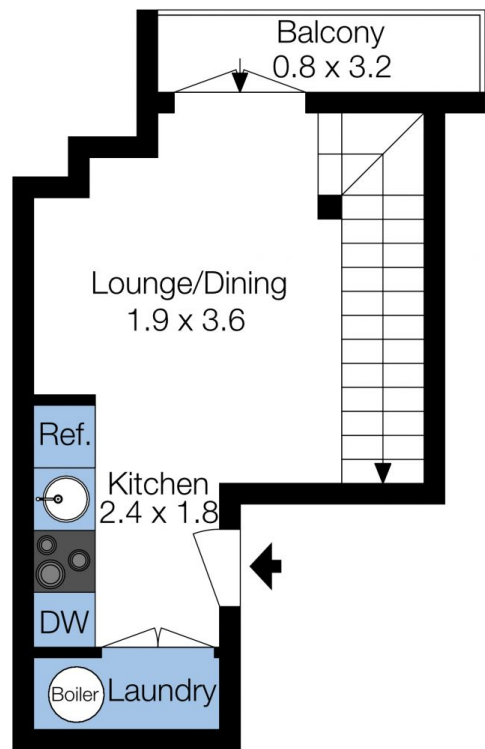 Balcony
0.8 x 3.2
Lounge/Dining
1.9 x 3.6
Ref.
Kitchen
2.4 x 1.8
DW
Boiler
Laundry